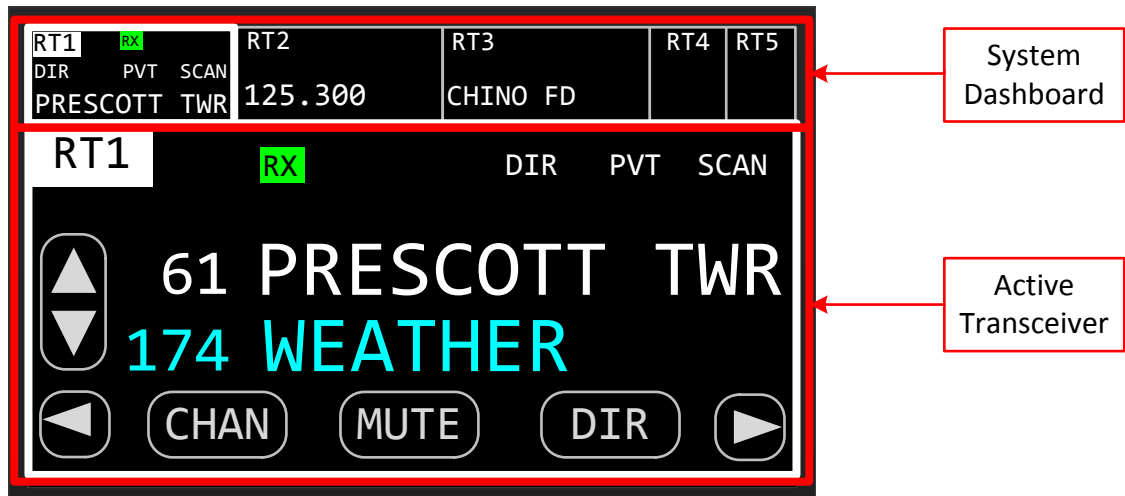 RT1 RX RT2 RT3 RT4 RT5
DIR PVT SCAN
PRESCOTT TWR 125.300 CHINO FD
System
Dashboard
RT1 RX DIR PVT SCAN
61 PRESCOTT TWR
174 WEATHER
CHAN MUTE DIR
Active
Transceiver